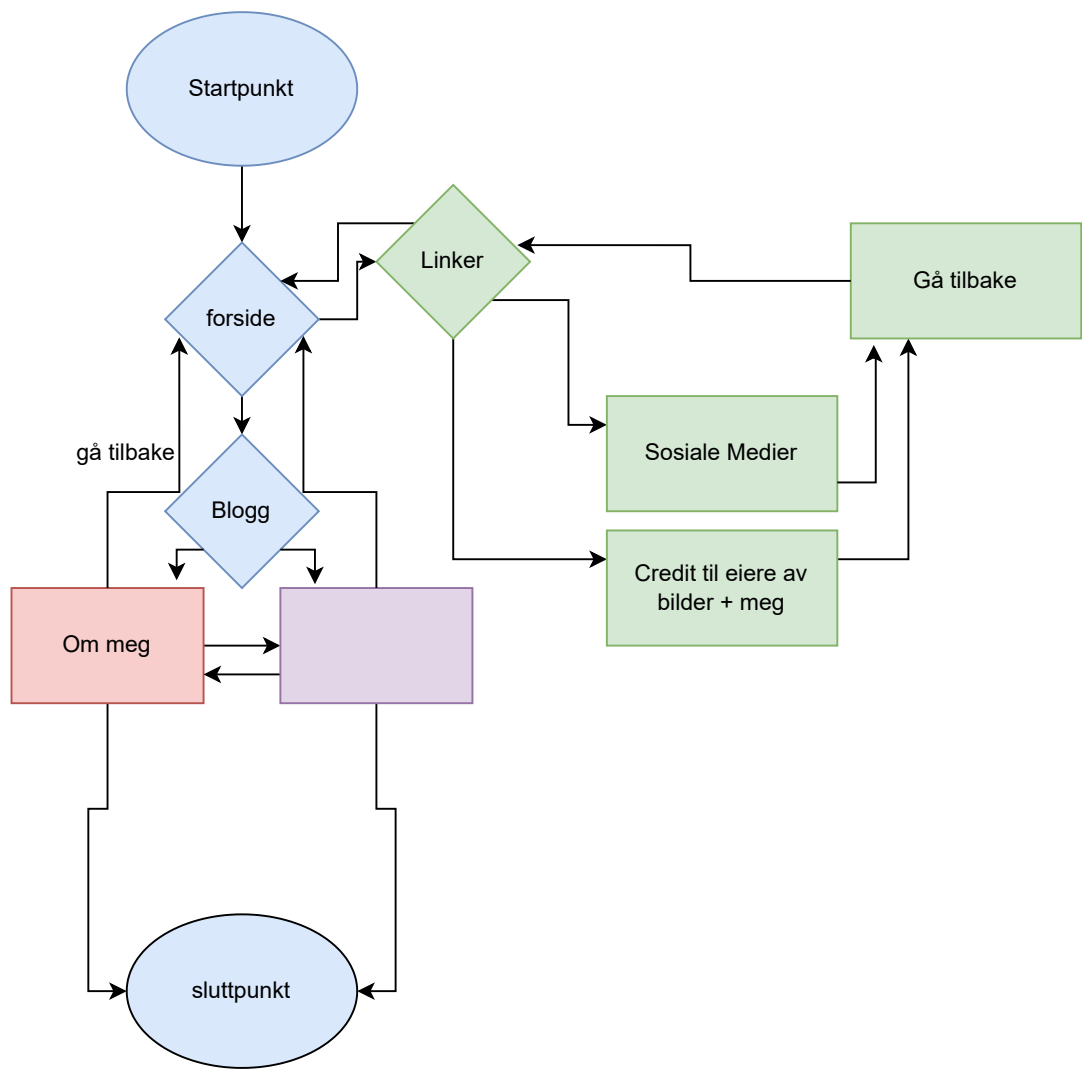 Startpunkt
Linker
Gå tilbake
forside
gå tilbake
Sosiale Medier
Blogg
Credit til eiere av
bilder + meg
Om meg
sluttpunkt